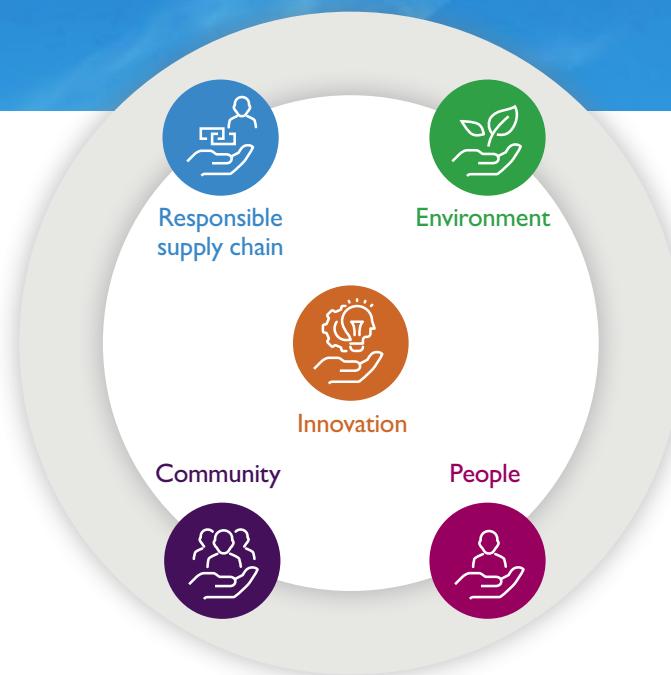 Responsible
supply chain
Environment
Innovation
Community
People